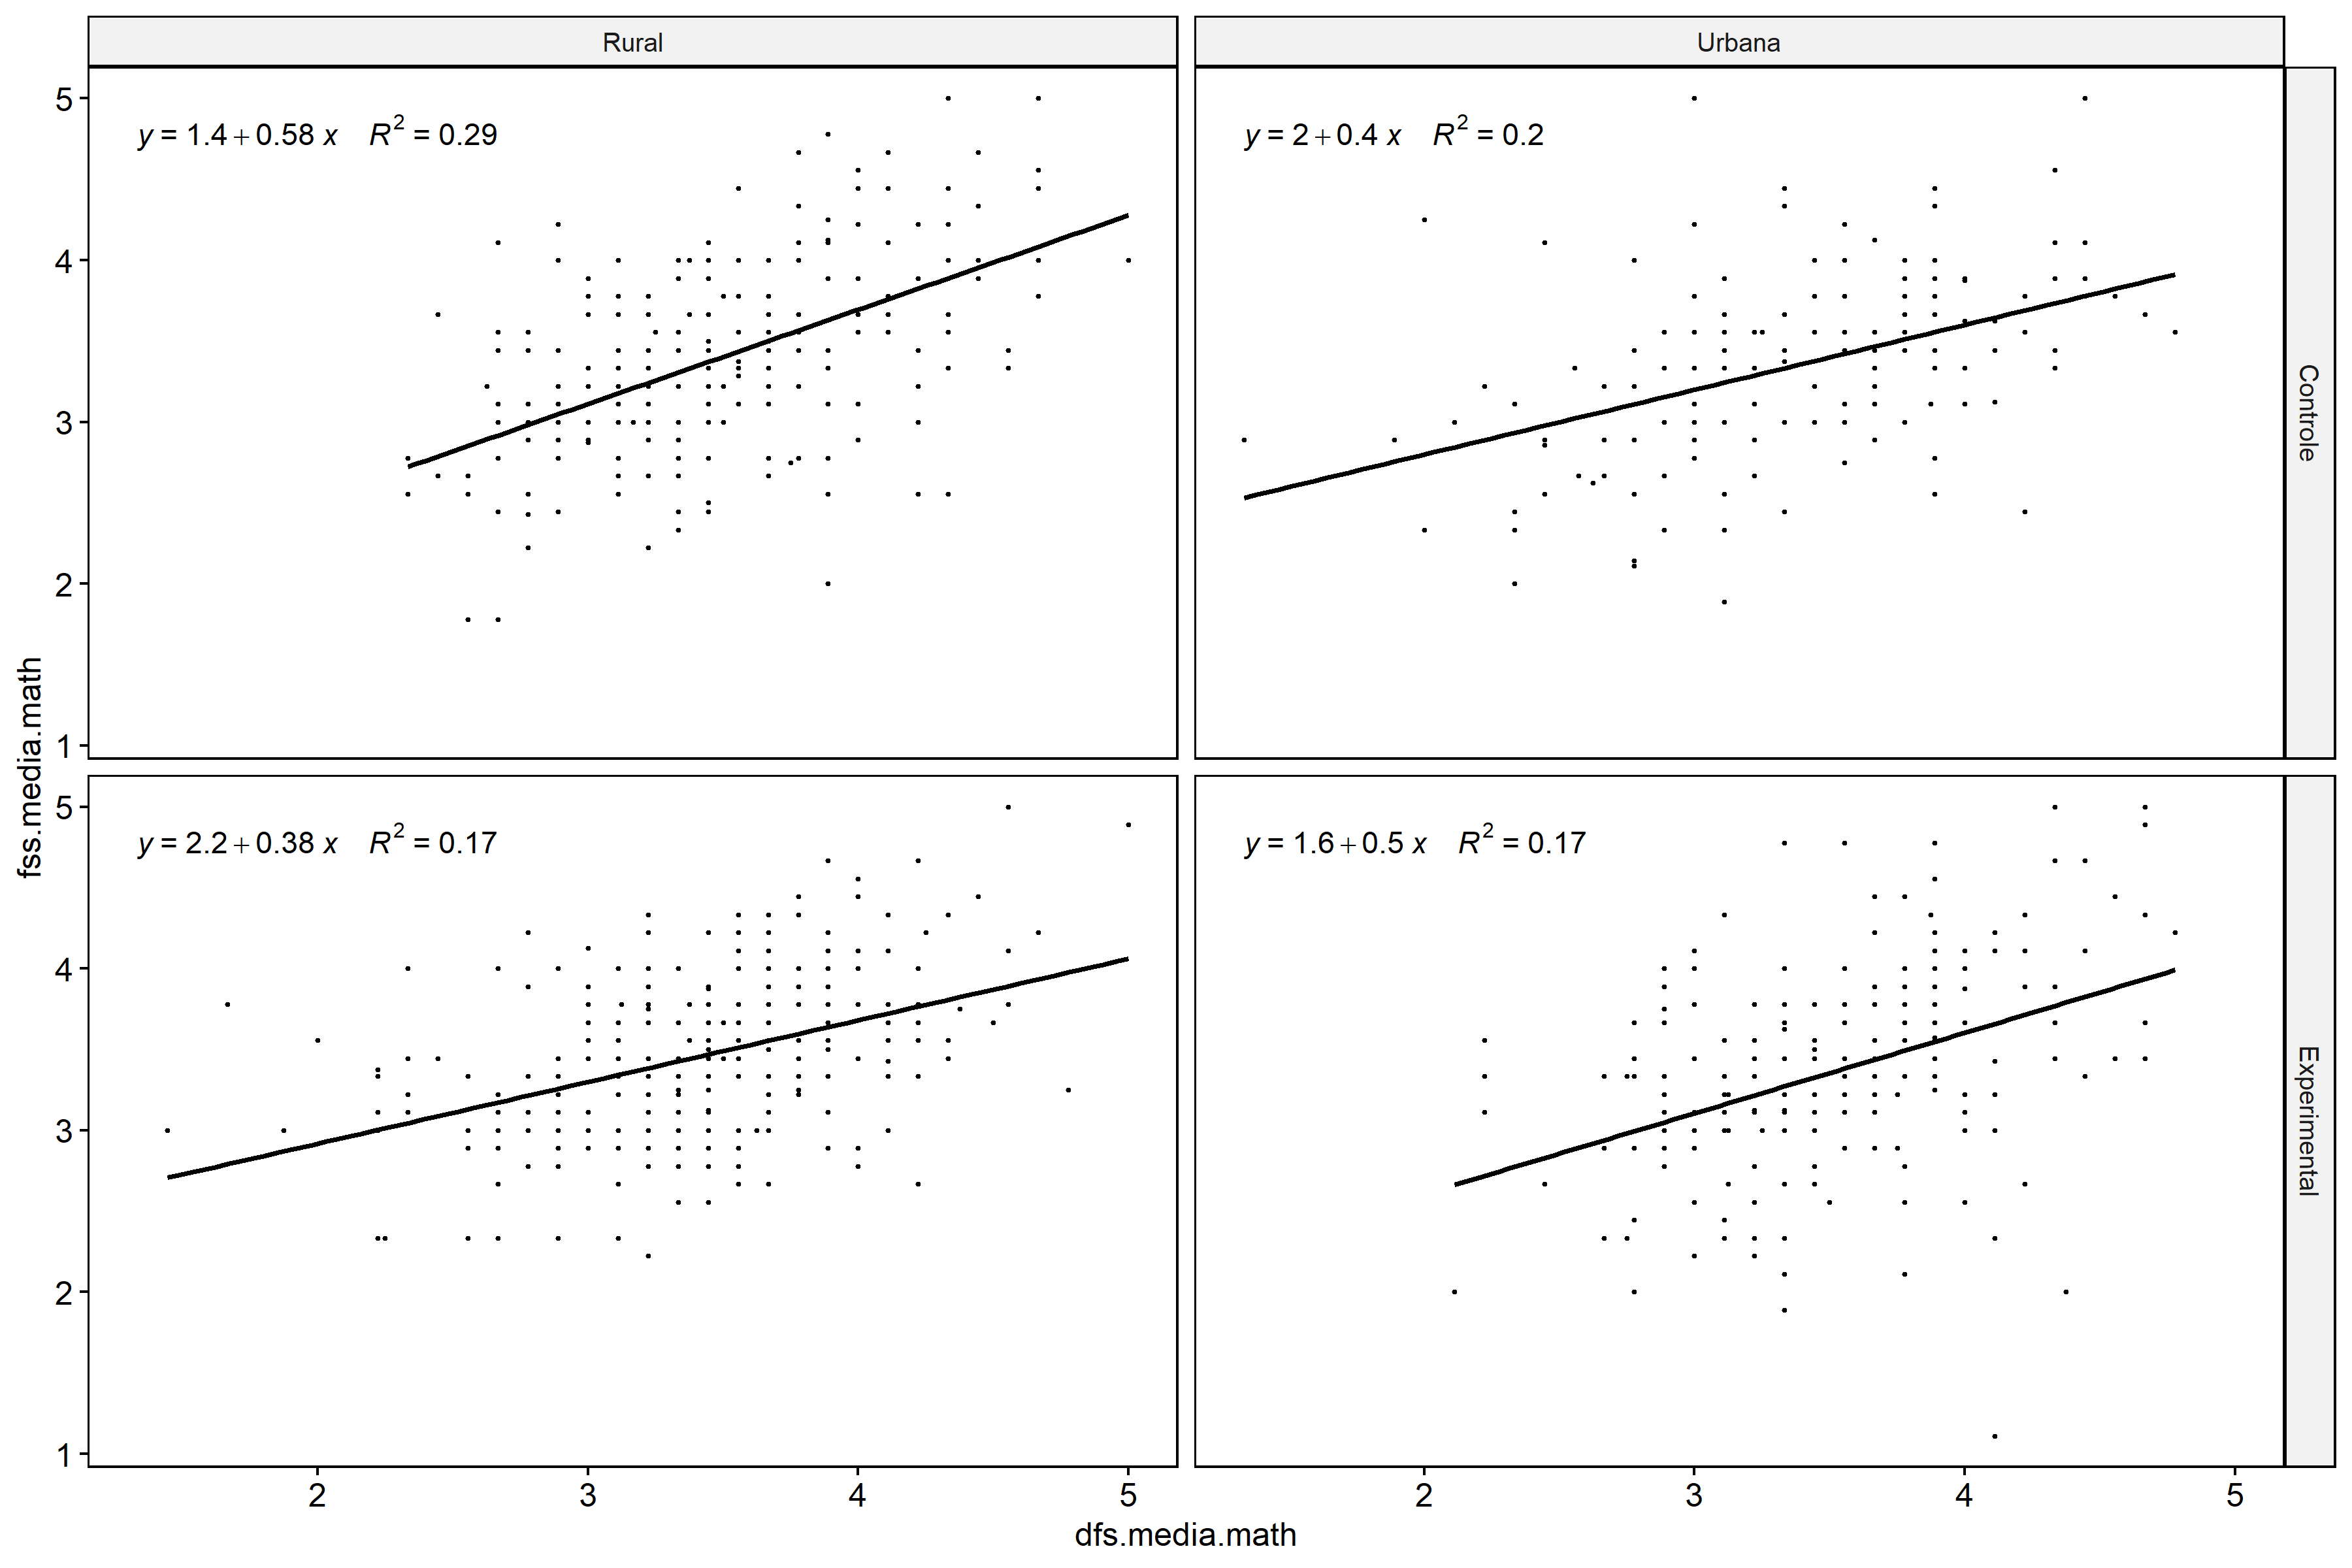 Rural
Urbana
5
4
3
2
1
y = 1.4 + 0.58 x R² = 0.29
y = 2 + 0.4 x R² = 0.2
Controle
fss.media.math
5
4
3
2
1
y = 2.2 + 0.38 x R² = 0.17
y = 1.6 + 0.5 x R² = 0.17
Experimental
2 3 4 5
2 3 4 5
dfs.media.math